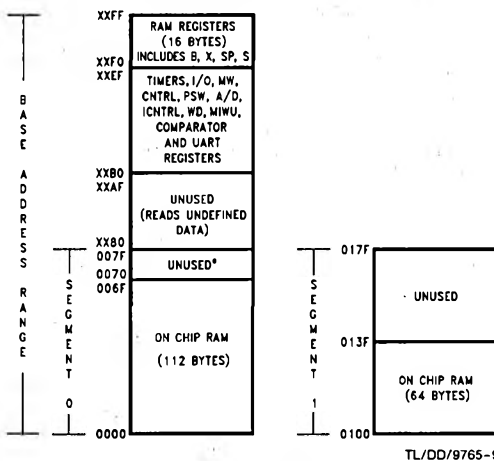 XXFF
RAM REGISTERS
(16 BYTES)
INCLUDES B, X, SP, S
XXF0
XXEF
TIMERS, I/O, MW,
CNTRL, PSW, A/D,
ICNTRL, WD, MIWU,
COMPARATOR
AND UART
REGISTERS
XXB0
XXAF
UNUSED
(READS UNDEFINED
DATA)
XX80
007F
UNUSED*
0070
006F
ON CHIP RAM
(112 BYTES)
0000
BASE ADDRESS RANGE
SEGMENT 0
SEGMENT 1
017F
UNUSED
013F
ON CHIP RAM
(64 BYTES)
0100
TL/DD/9765-9